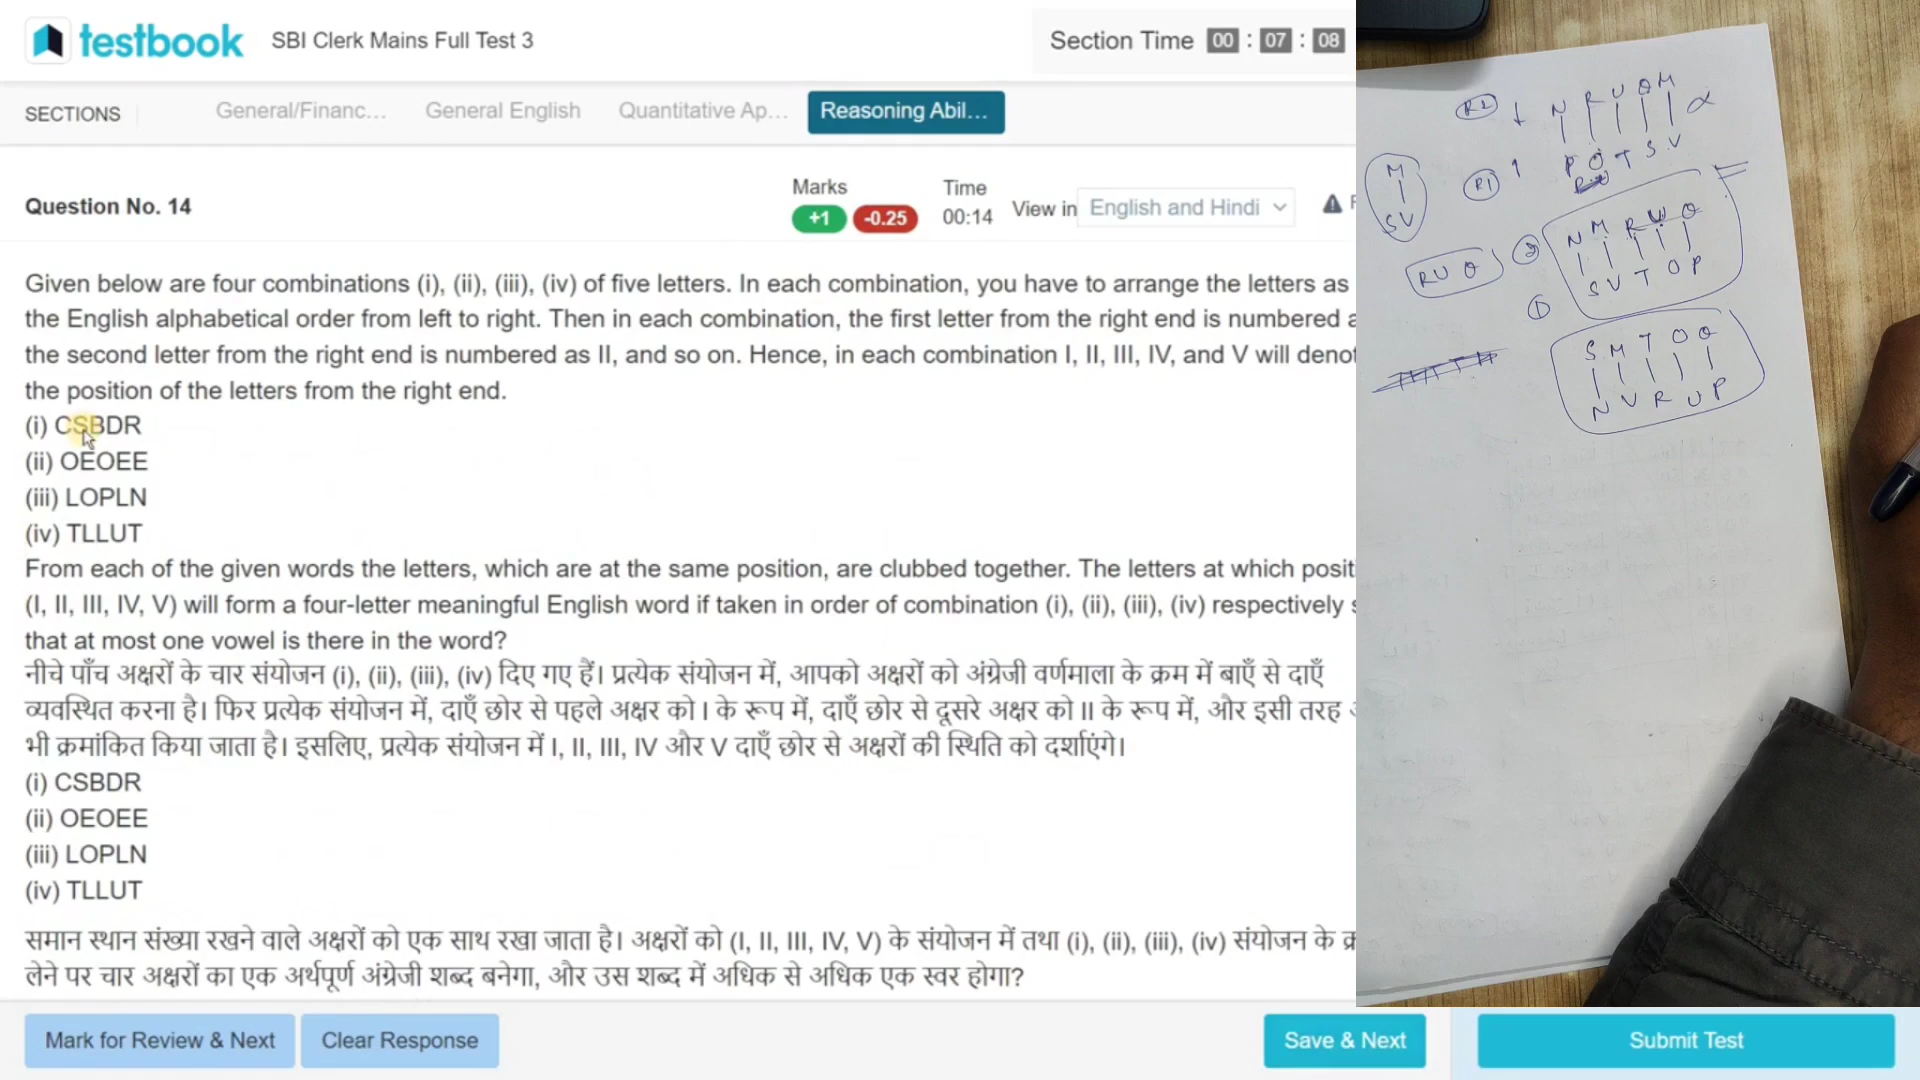 testbook
SBI Clerk Mains Full Test 3
Section Time 00 : 07 : 08
SECTIONS
General/Financ...
General English
Quantitative Ap...
Reasoning Abil...
Question No. 14
Marks
+1 -0.25
Time
00:14
View in English and Hindi
Given below are four combinations (i), (ii), (iii), (iv) of five letters. In each combination, you have to arrange the letters as
the English alphabetical order from left to right. Then in each combination, the first letter from the right end is numbered
the second letter from the right end is numbered as II, and so on. Hence, in each combination I, II, III, IV, and V will
the position of the letters from the right end.
(i) CSBDR
(ii) OEOEE
(iii) LOPLN
(iv) TLLUT
From each of the given words the letters, which are at the same position, are clubbed together. The letters at which
(I, II, III, IV, V) will form a four-letter meaningful English word if taken in order of combination (i), (ii), (iii), (iv) respectively
that at most one vowel is there in the word?
नीचे पाँच अक्षरों के चार संयोजन (i), (ii), (iii), (iv) दिए गए हैं। प्रत्येक संयोजन में, आपको अक्षरों को अंग्रेजी वर्णमाला के क्रम में बाएँ से दाएँ
व्यवस्थित करना है। फिर प्रत्येक संयोजन में, दाएँ छोर से पहले अक्षर को I के रूप में, दाएँ छोर से दूसरे अक्षर को II के रूप में, और इसी तरह
भी क्रमांकित किया जाता है। इसलिए, प्रत्येक संयोजन में I, II, III, IV और V दाएँ छोर से अक्षरों की स्थिति को दर्शाएंगे।
(i) CSBDR
(ii) OEOEE
(iii) LOPLN
(iv) TLLUT
समान स्थान संख्या रखने वाले अक्षरों को एक साथ रखा जाता है। अक्षरों को (I, II, III, IV, V) के संयोजन में तथा (i), (ii), (iii), (iv) संयोजन के
लेने पर चार अक्षरों का एक अर्थपूर्ण अंग्रेजी शब्द बनेगा, और उस शब्द में अधिक से अधिक एक स्वर होगा?
Mark for Review & Next
Clear Response
Save & Next
Submit Test
R2 N R U Q M
R1 P O T S V
M
SV
RUQ
2 N M R U Q
S V T O P
1
S M T O Q
N V R U P